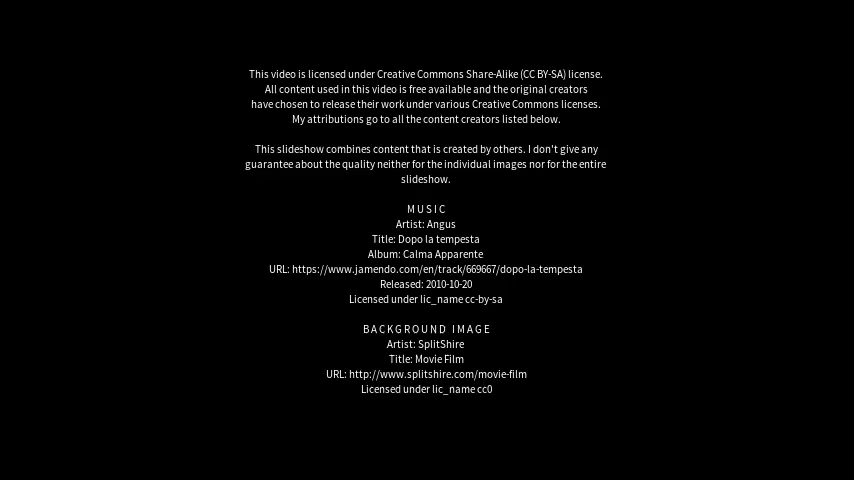 This video is licensed under Creative Commons Share-Alike (CC BY-SA) license.
All content used in this video is free available and the original creators
have chosen to release their work under various Creative Commons licenses.
My attributions go to all the content creators listed below.
This slideshow combines content that is created by others. I don't give any
guarantee about the quality neither for the individual images nor for the entire
slideshow.
MUSIC
Artist: Angus
Title: Dopo la tempesta
Album: Calma Apparente
URL: https://www.jamendo.com/en/track/669667/dopo-la-tempesta
Released: 2010-10-20
Licensed under lic_name cc-by-sa
BACKGROUND IMAGE
Artist: SplitShire
Title: Movie Film
URL: http://www.splitshire.com/movie-film
Licensed under lic_name cc0